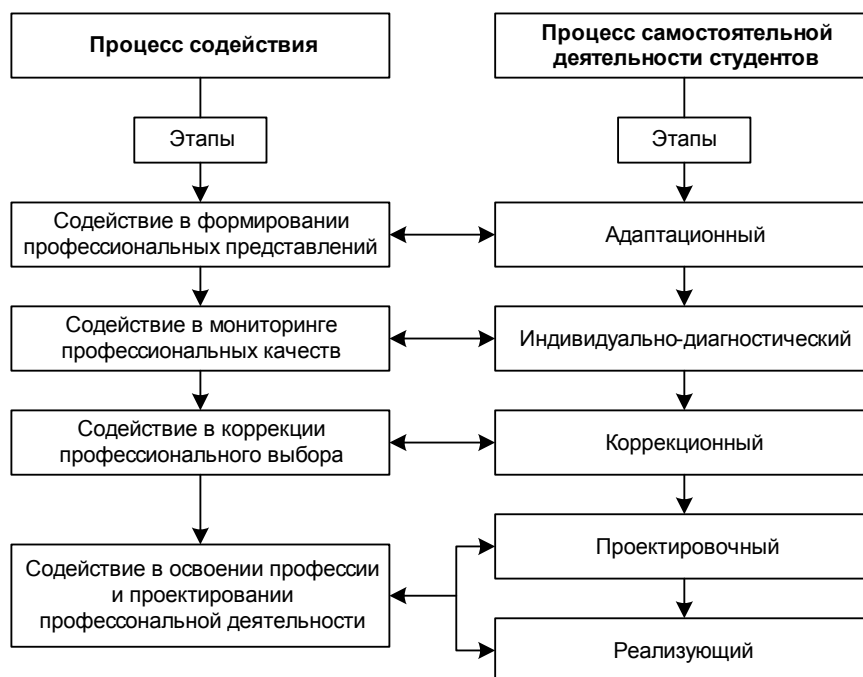 Процесс содействия
Процесс самостоятельной
деятельности студентов
Этапы
Этапы
Содействие в формировании
профессиональных представлений
Адаптационный
Содействие в мониторинге
профессиональных качеств
Индивидуально-диагностический
Содействие в коррекции
профессионального выбора
Коррекционный
Содействие в освоении профессии
и проектировании
профессональной деятельности
Проектировочный
Реализующий